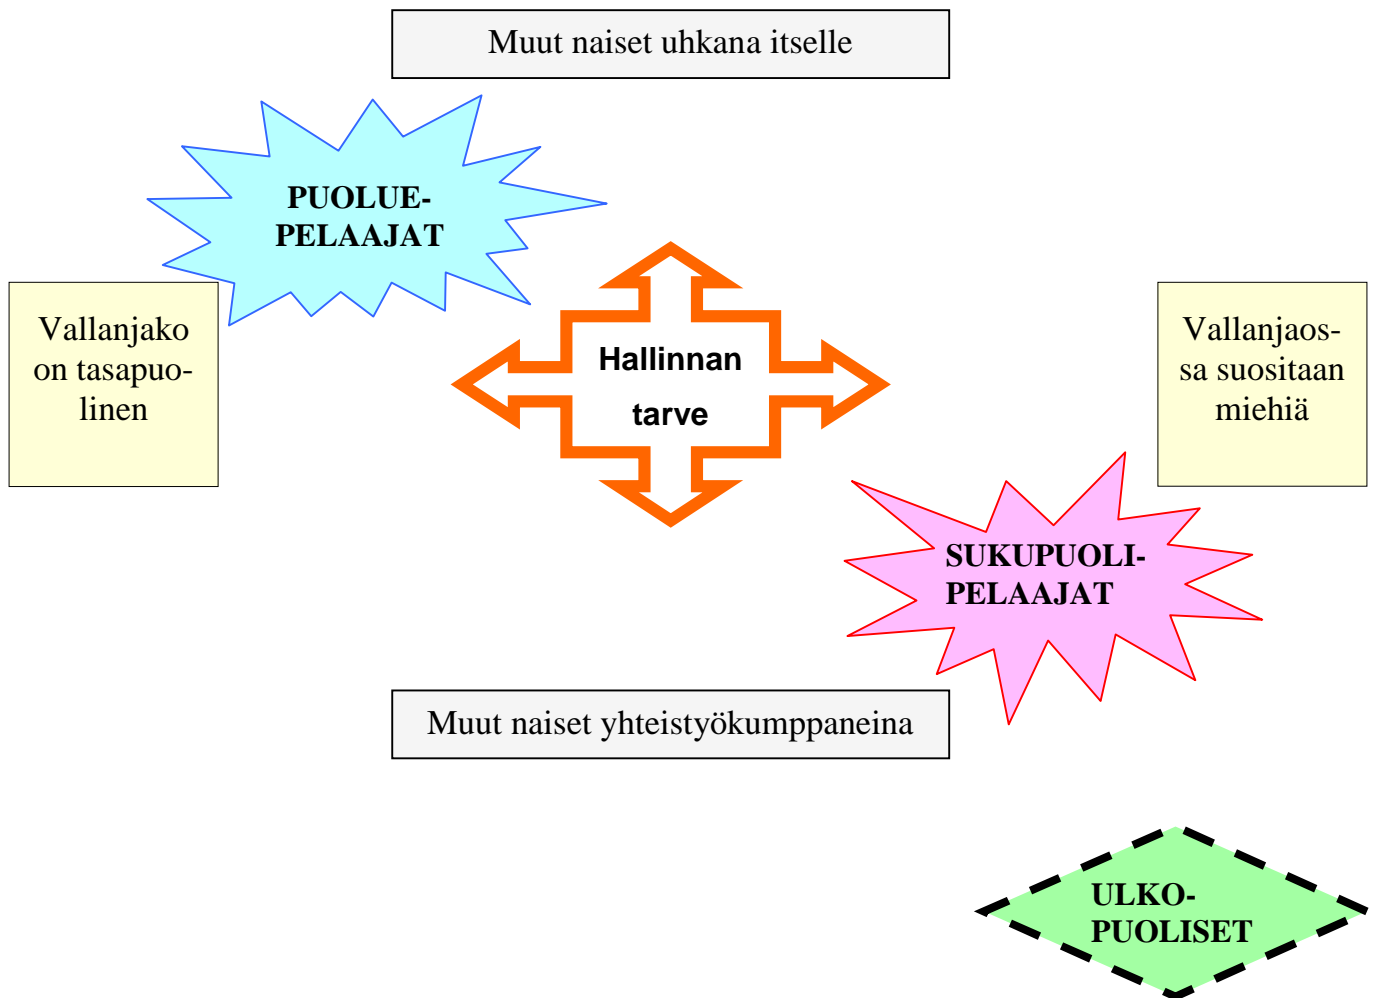 Muut naiset uhkana itselle
PUOLUE-
PELAAJAT
Vallanjako
on tasapuo-
linen
Hallinnan
tarve
Vallanjaos-
sa suositaan
miehiä
SUKUPUOLI-
PELAAJAT
Muut naiset yhteistyökumppaneina
ULKO-
PUOLISET